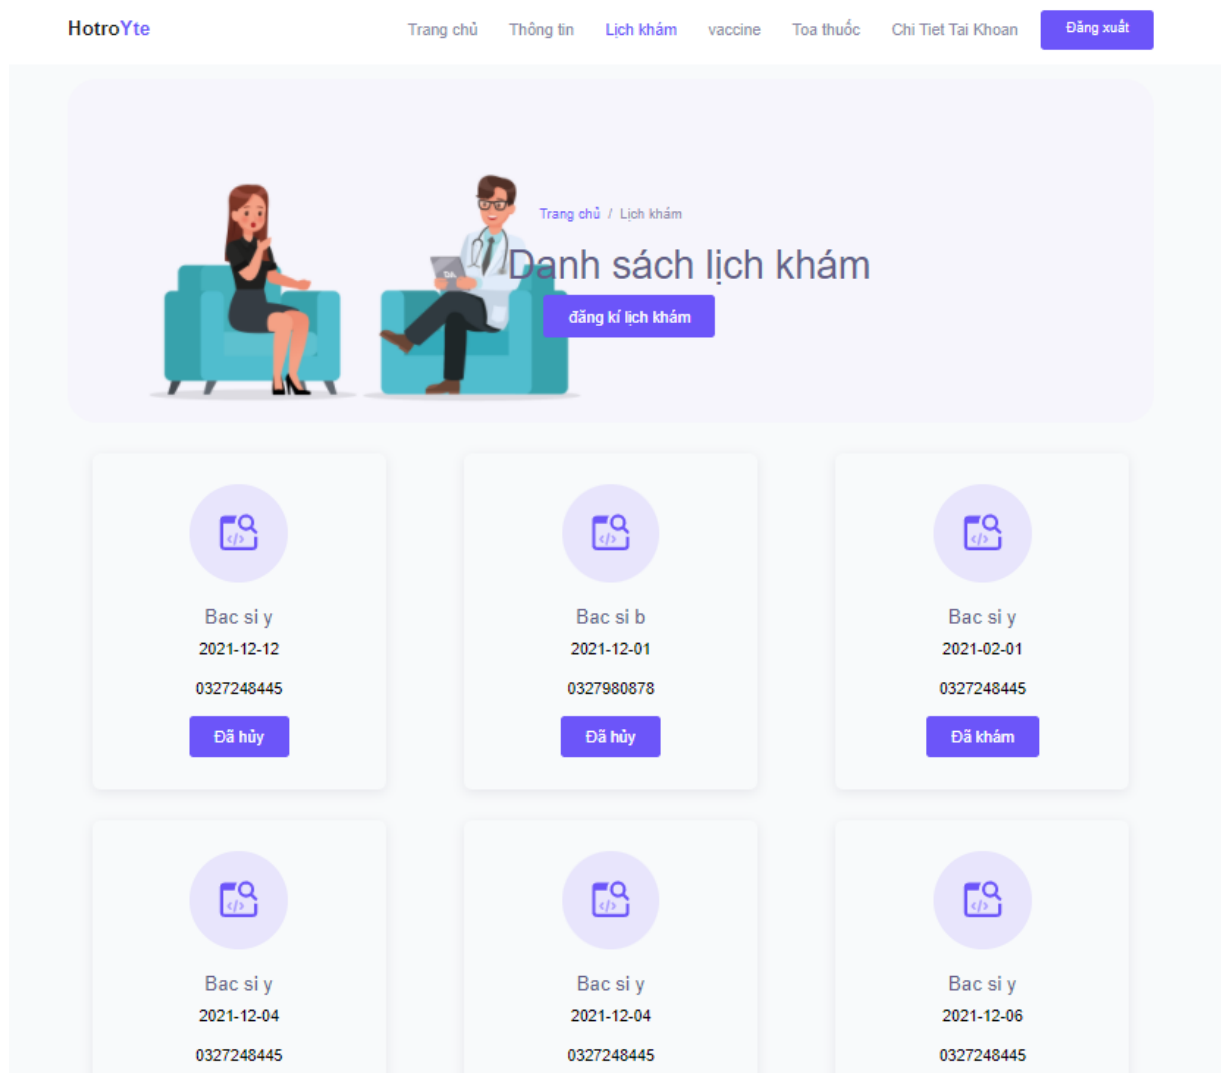 HotroYte
Trang chủ Thông tin Lịch khám vaccine Toa thuốc Chi Tiet Tai Khoan Đăng xuất
Trang chủ / Lịch khám
Danh sách lịch khám
đăng kí lịch khám
Bac si y Bac si b Bac si y
2021-12-12 2021-12-01 2021-02-01
0327248445 0327980878 0327248445
Đã hủy Đã hủy Đã khám
Bac si y Bac si y Bac si y
2021-12-04 2021-12-04 2021-12-06
0327248445 0327248445 0327248445